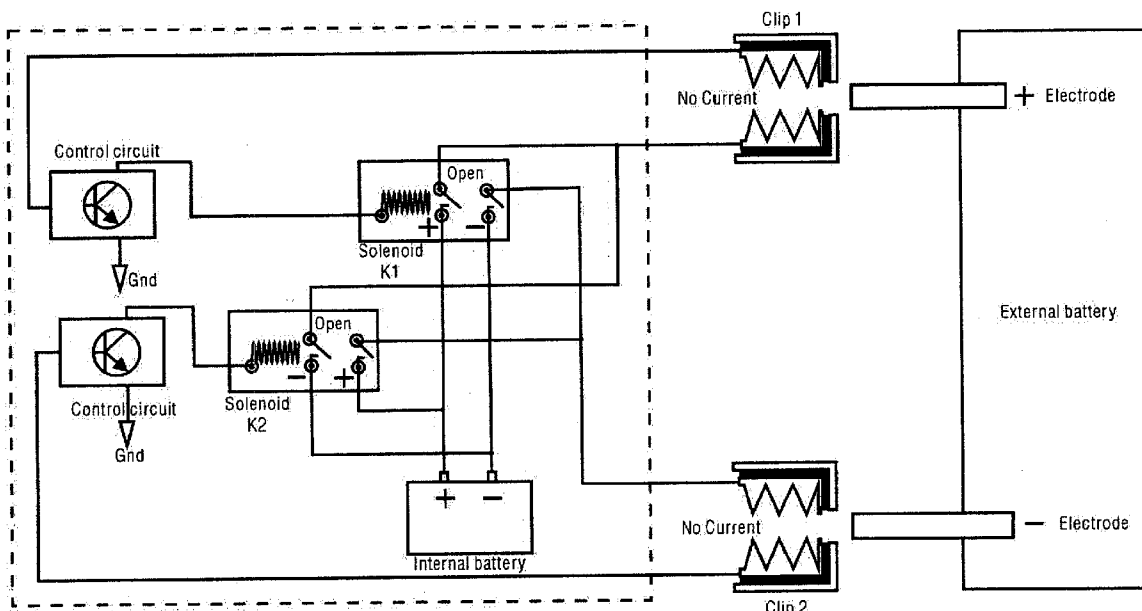 Clip 1
No Current
+ Electrode
Control circuit
Open
+ −
Solenoid
K1
Gnd
External battery
Open
− +
Solenoid
K2
Control circuit
Gnd
+ −
No Current
− Electrode
Internal battery
Clip 2